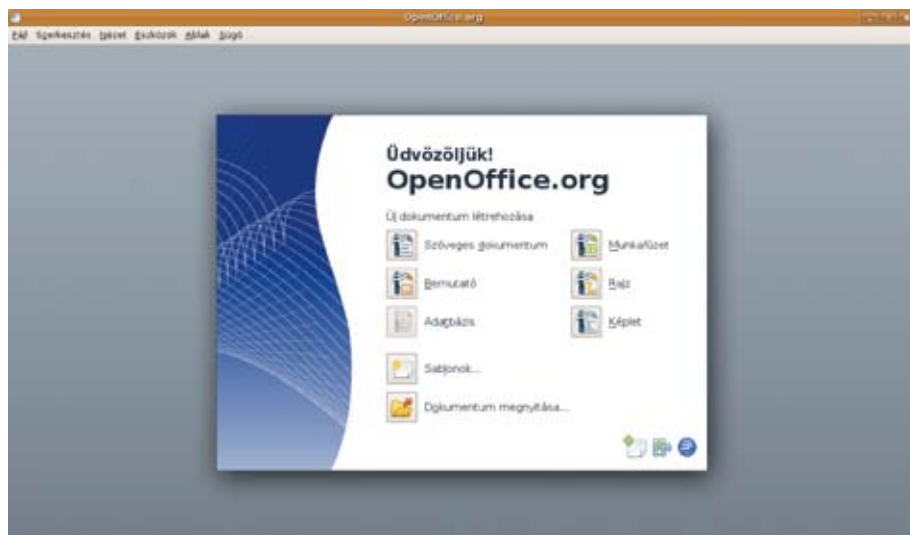 OpenOffice.org
Fájl Szerkesztés Nézet Eszközök Ablak Súgó
Üdvözöljük!
OpenOffice.org
Új dokumentum létrehozása
Szöveges dokumentum
Munkafüzet
Bemutató
Rajz
Adatbázis
Képlet
Sablonok...
Dokumentum megnyitása...